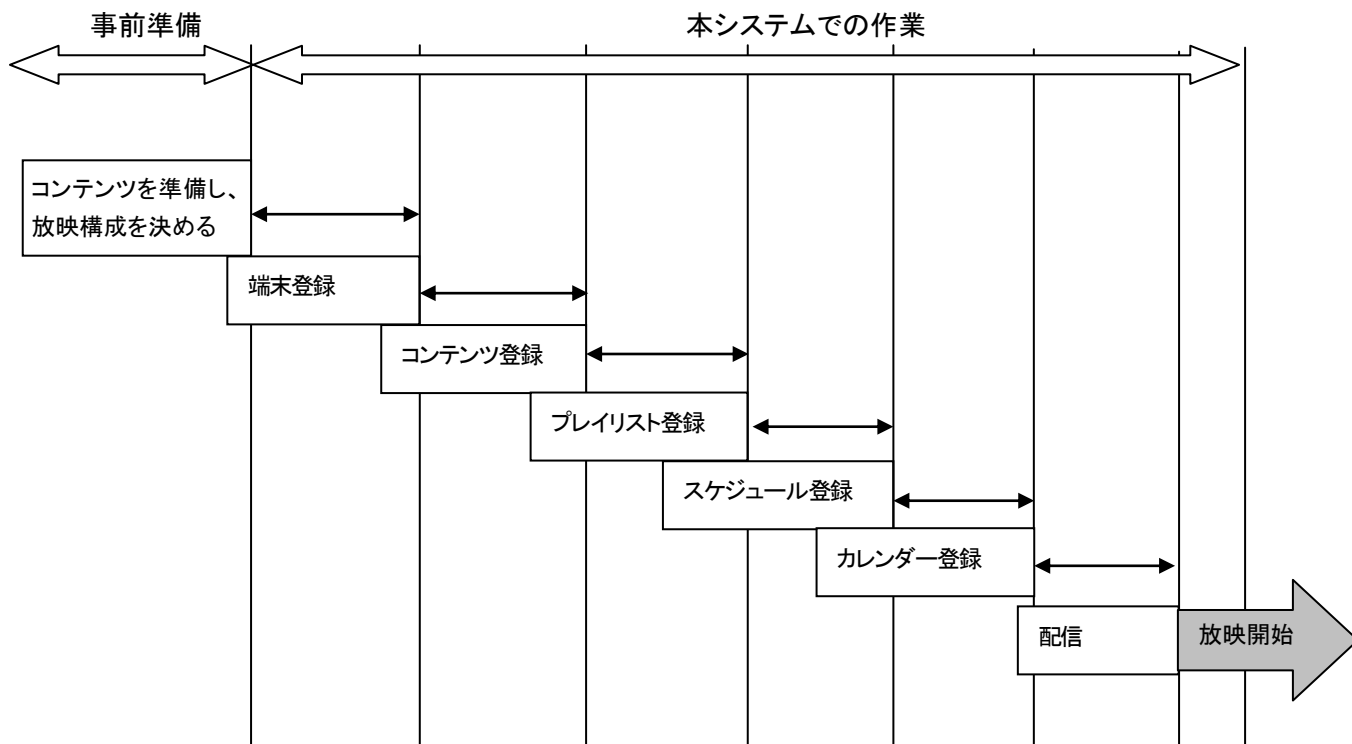 事前準備
本システムでの作業
コンテンツを準備し、
放映構成を決める
端末登録
コンテンツ登録
プレイリスト登録
スケジュール登録
カレンダー登録
配信
放映開始